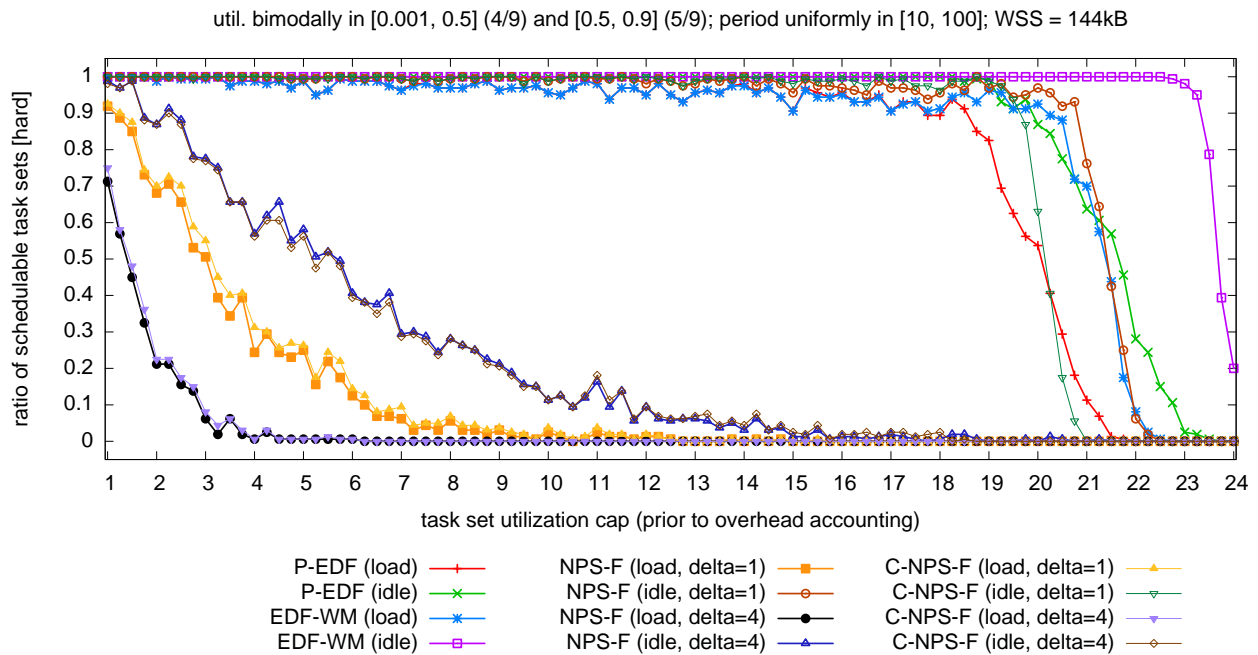 util. bimodally in [0.001, 0.5] (4/9) and [0.5, 0.9] (5/9); period uniformly in [10, 100]; WSS = 144kB
ratio of schedulable task sets [hard]
1
0.9
0.8
0.7
0.6
0.5
0.4
0.3
0.2
0.1
0
1 2 3 4 5 6 7 8 9 10 11 12 13 14 15 16 17 18 19 20 21 22 23 24
task set utilization cap (prior to overhead accounting)
P-EDF (load) NPS-F (load, delta=1) C-NPS-F (load, delta=1)
P-EDF (idle) NPS-F (idle, delta=1) C-NPS-F (idle, delta=1)
EDF-WM (load) NPS-F (load, delta=4) C-NPS-F (load, delta=4)
EDF-WM (idle) NPS-F (idle, delta=4) C-NPS-F (idle, delta=4)